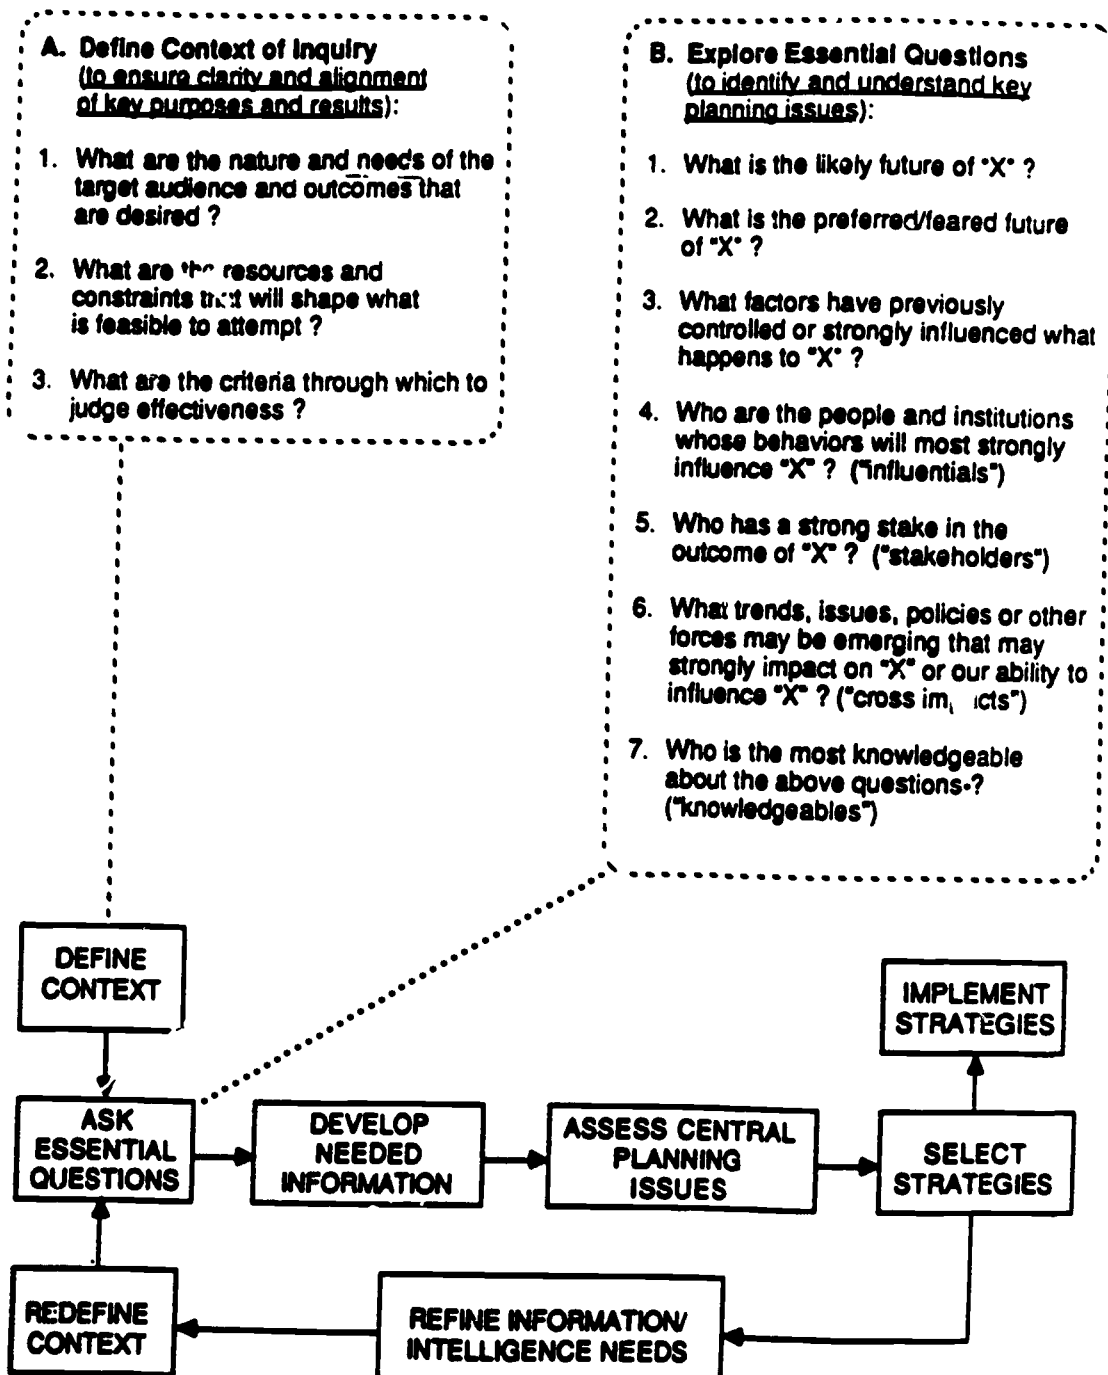 A. Define Context of Inquiry
(to ensure clarity and alignment
of key purposes and results):
1. What are the nature and needs of the
target audience and outcomes that
are desired ?
2. What are the resources and
constraints that will shape what
is feasible to attempt ?
3. What are the criteria through which to
judge effectiveness ?
B. Explore Essential Questions
(to identify and understand key
planning issues):
1. What is the likely future of "X" ?
2. What is the preferred/feared future
of "X" ?
3. What factors have previously
controlled or strongly influenced what
happens to "X" ?
4. Who are the people and institutions
whose behaviors will most strongly
influence "X" ? ("influentials")
5. Who has a strong stake in the
outcome of "X" ? ("stakeholders")
6. What trends, issues, policies or other
forces may be emerging that may
strongly impact on "X" or our ability to
influence "X" ? ("cross impacts")
7. Who is the most knowledgeable
about the above questions ?
("knowledgeables")
DEFINE
CONTEXT
IMPLEMENT
STRATEGIES
ASK
ESSENTIAL
QUESTIONS
DEVELOP
NEEDED
INFORMATION
ASSESS CENTRAL
PLANNING
ISSUES
SELECT
STRATEGIES
REDEFINE
CONTEXT
REFINE INFORMATION/
INTELLIGENCE NEEDS